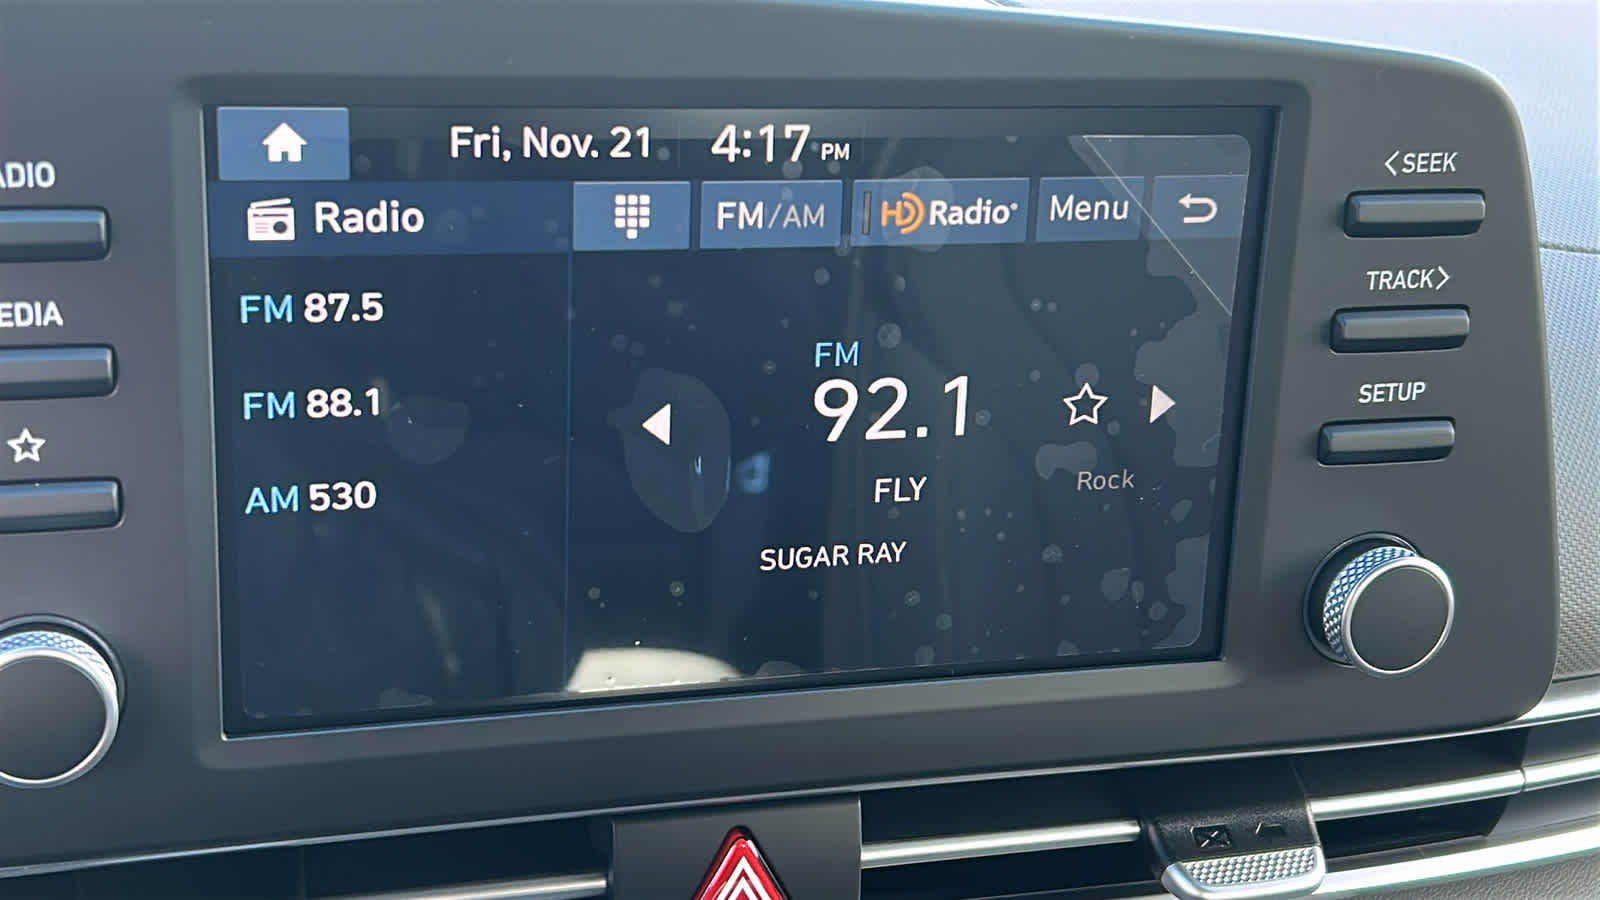 Fri, Nov. 21 4:17 PM
<SEEK
ADIO
Radio FM/AM HD Radio® Menu
TRACK>
FM 87.5
EDIA
FM 92.1
SETUP
FM 88.1
Rock
AM 530
FLY
SUGAR RAY